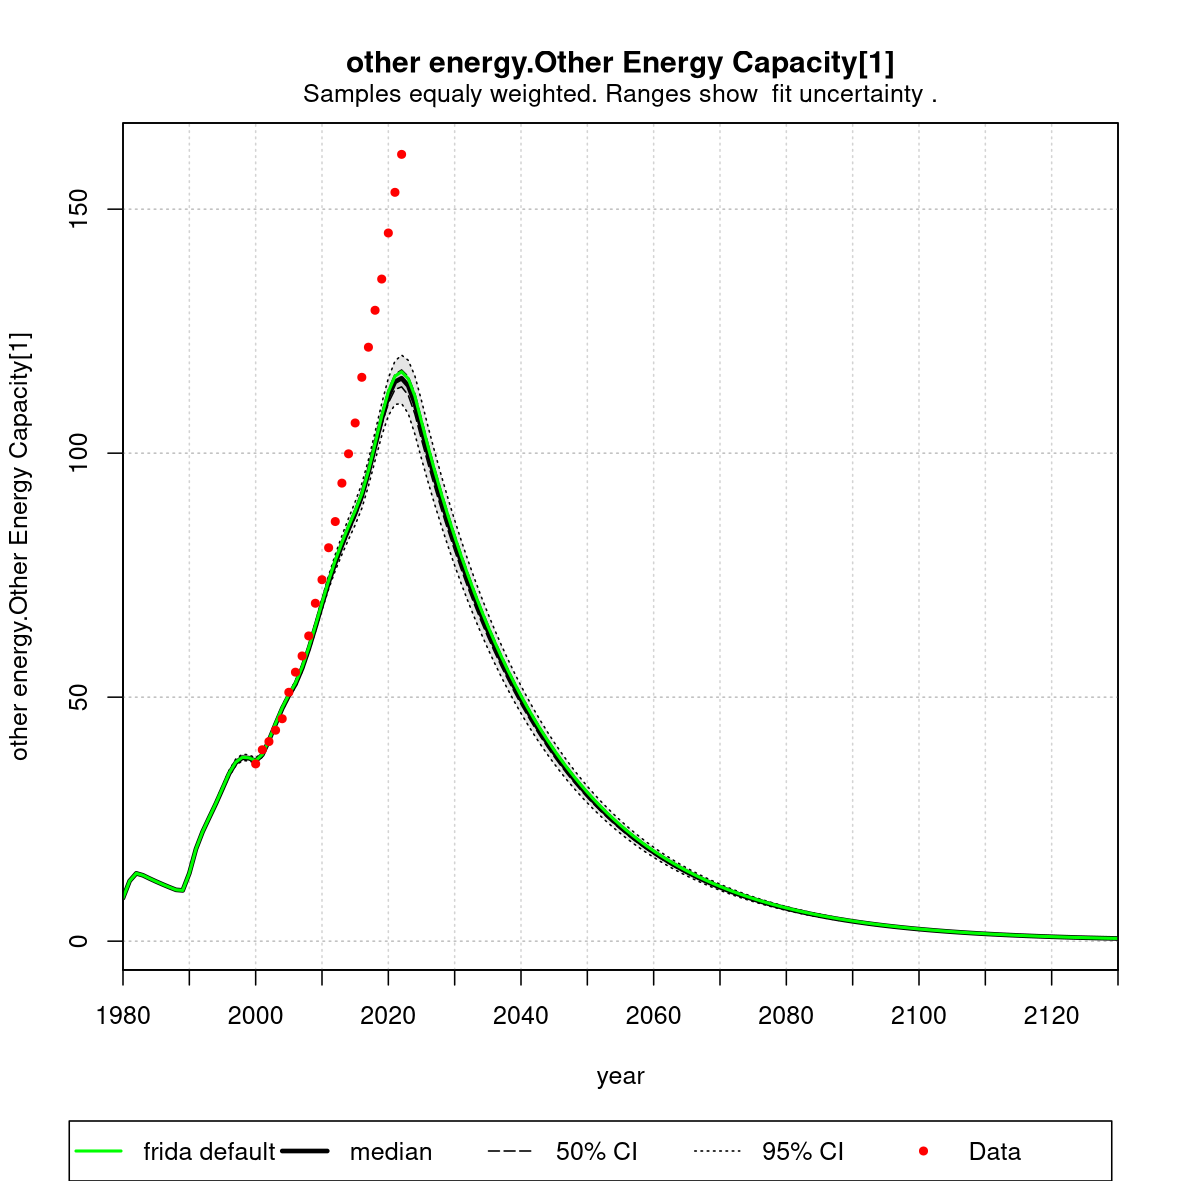 other energy.Other Energy Capacity[1]
Samples equaly weighted. Ranges show  fit uncertainty .
other energy.Other Energy Capacity[1]
150
100
50
0
1980 2000 2020 2040 2060 2080 2100 2120
year
frida default median 50% CI 95% CI Data